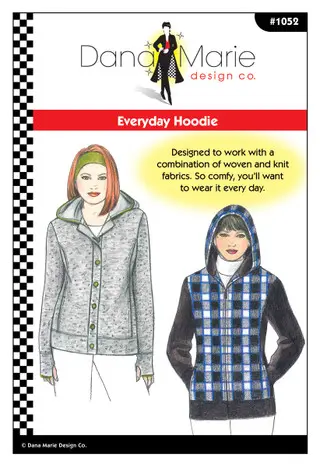 #1052
Dana Marie
design co.
Everyday Hoodie
Designed to work with a
combination of woven and knit
fabrics. So comfy, you'll want
to wear it every day.
© Dana Marie Design Co.